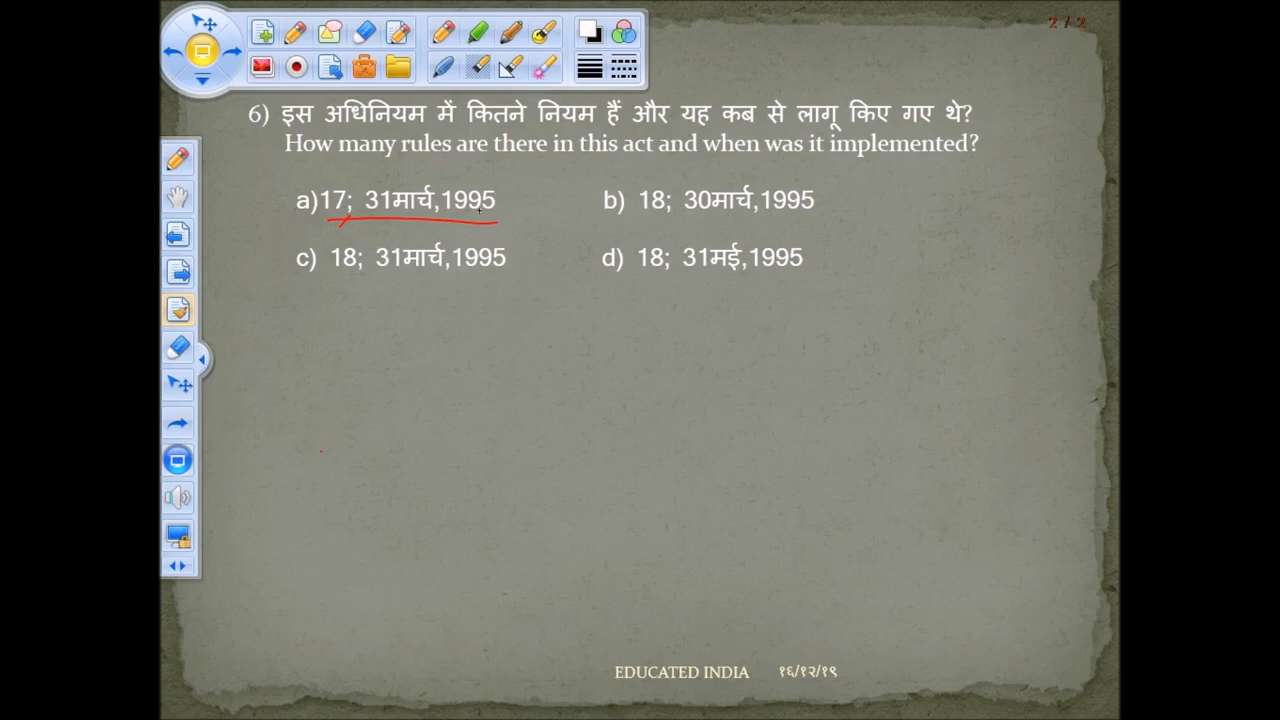 2 / 2
6) इस अधिनियम में कितने नियम हैं और यह कब से लागू किए गए थे?
How many rules are there in this act and when was it implemented?
a)17; 31मार्च,1995 b) 18; 30मार्च,1995
c) 18; 31मार्च,1995 d) 18; 31मई,1995
EDUCATED INDIA १६/१२/१९